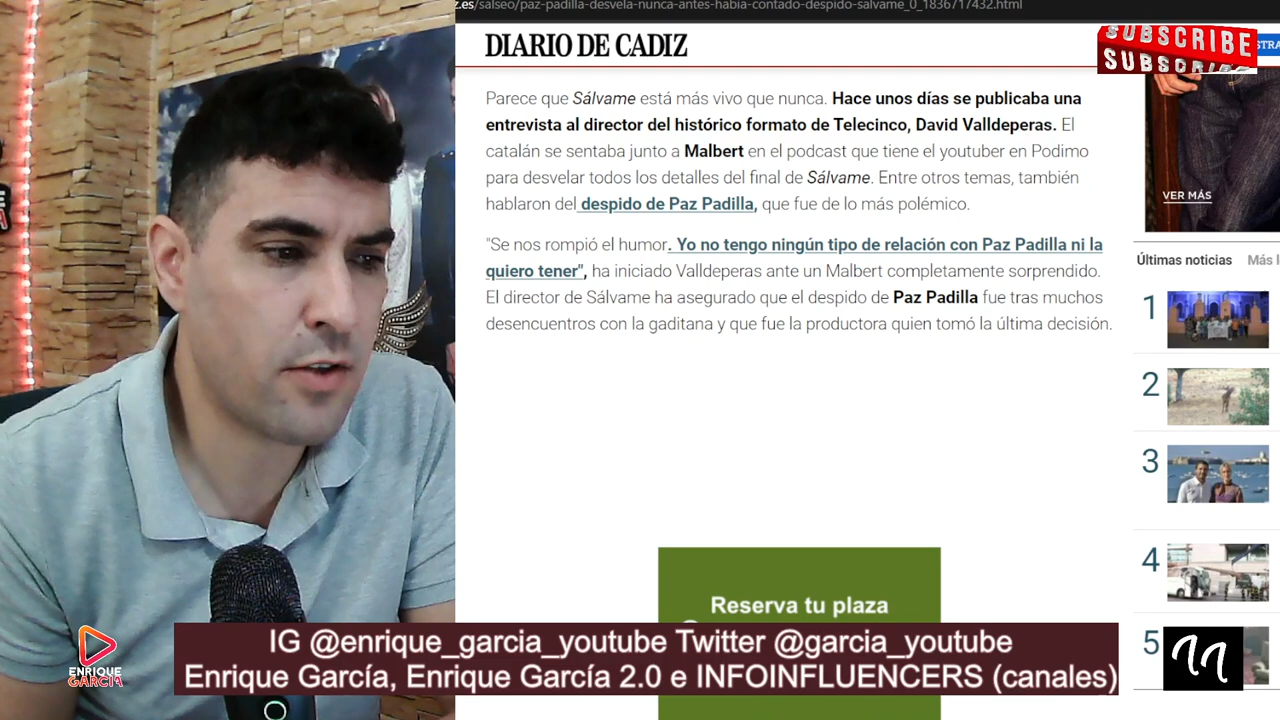 z.es/salseo/paz-padilla-desvela-nunca-antes-habia-contado-despido-salvame_0_1836717432.html
DIARIO DE CADIZ
SUBSCRIBE
SUBSCRIBE
STRA
Parece que Sálvame está más vivo que nunca. Hace unos días se publicaba una
entrevista al director del histórico formato de Telecinco, David Valldeperas. El
catalán se sentaba junto a Malbert en el podcast que tiene el youtuber en Podimo
para desvelar todos los detalles del final de Sálvame. Entre otros temas, también
hablaron del despido de Paz Padilla, que fue de lo más polémico.
"Se nos rompió el humor. Yo no tengo ningún tipo de relación con Paz Padilla ni la
quiero tener", ha iniciado Valldeperas ante un Malbert completamente sorprendido.
El director de Sálvame ha asegurado que el despido de Paz Padilla fue tras muchos
desencuentros con la gaditana y que fue la productora quien tomó la última decisión.
VER MÁS
Últimas noticias Más l
1
2
3
4
5
Reserva tu plaza
IG @enrique_garcia_youtube Twitter @garcia_youtube
Enrique García, Enrique García 2.0 e INFOINFLUENCERS (canales)
ENRIQUE
GARCÍA